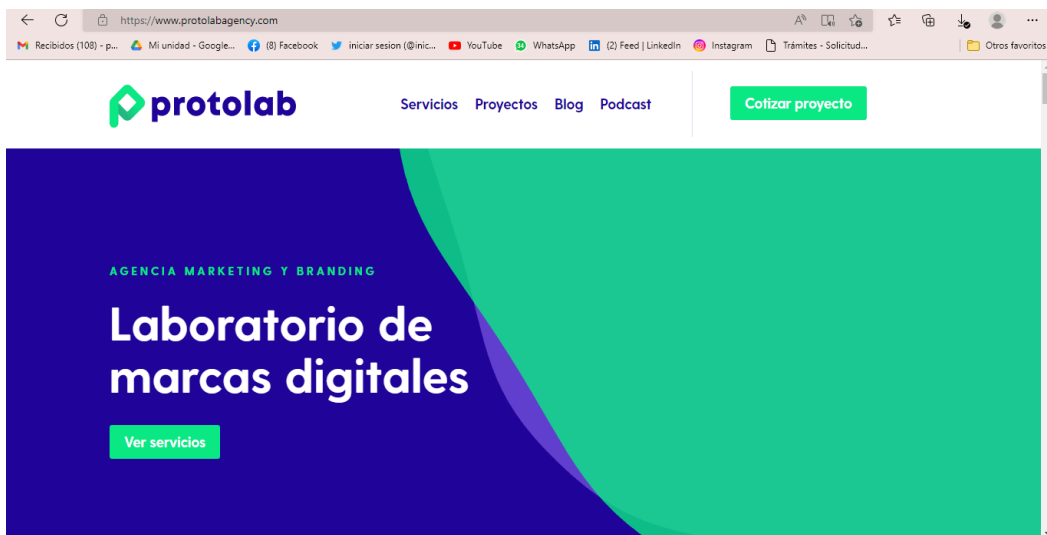 https://www.protolabagency.com
Recibidos (108) - p... Mi unidad - Google... (8) Facebook iniciar sesion (@inic... YouTube WhatsApp (2) Feed | LinkedIn Instagram Trámites - Solicitud... Otros favoritos
protolab Servicios Proyectos Blog Podcast Cotizar proyecto
AGENCIA MARKETING Y BRANDING
Laboratorio de
marcas digitales
Ver servicios